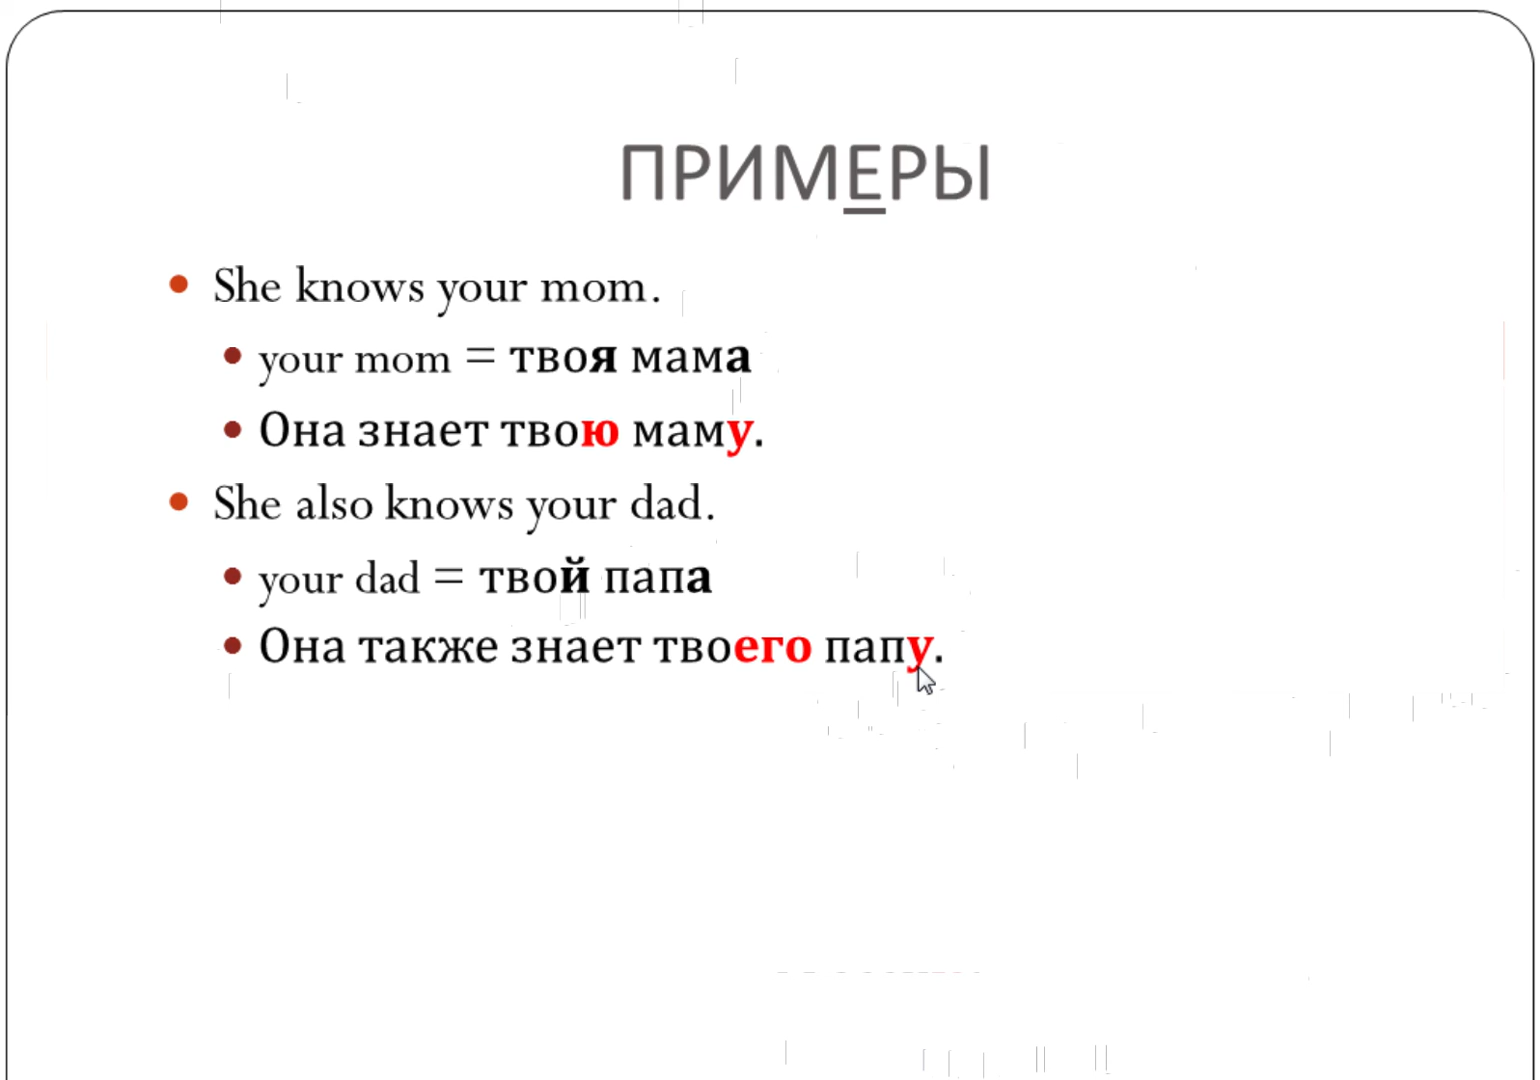 ПРИМЕРЫ
She knows your mom.
your mom = твоя мама
Она знает твою маму.
She also knows your dad.
your dad = твой папа
Она также знает твоего папу.